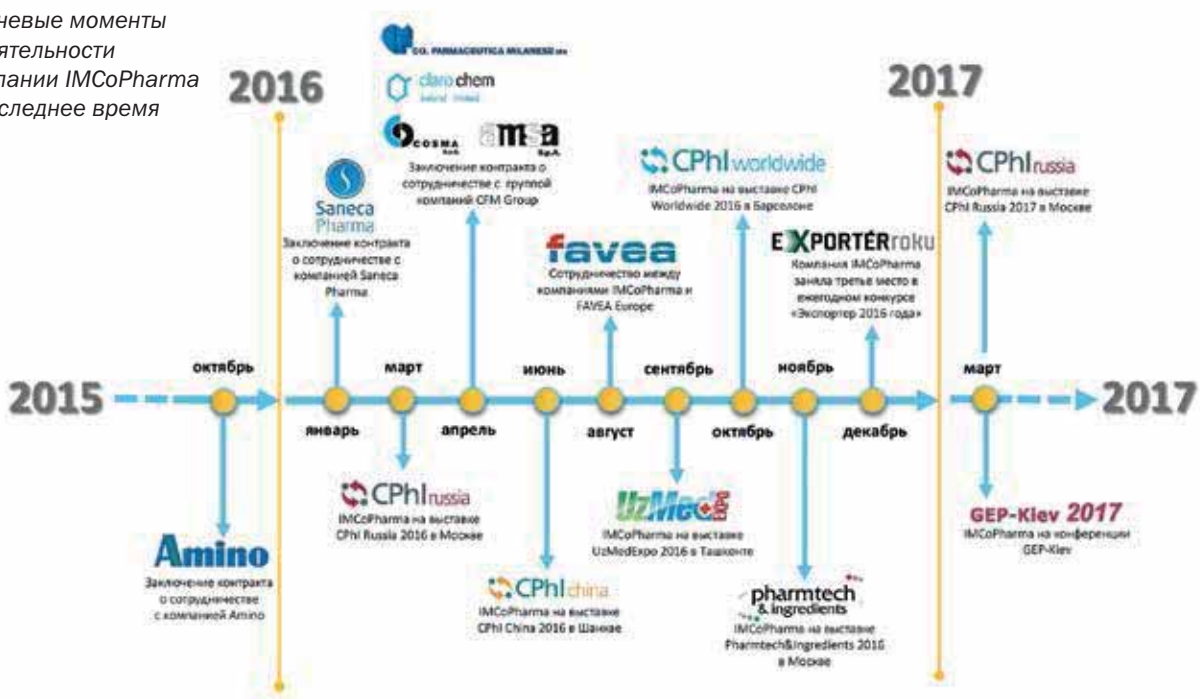 невые моменты
ятельности
пании IMCoPharma
следнее время
2016
CO. PHARMACEUTICA MILANESE
clarochem
COSMA S.p.A.
amsa S.p.A.
Заключение контракта о
сотрудничестве с группой
компаний CFM Group
Saneca
Pharma
Заключение контракта
о сотрудничестве с
компанией Saneca
Pharma
favea
Сотрудничество между
компаниями IMCoPharma и
FAVEA Europe
CPhI worldwide
IMCoPharma на выставке CPhI
Worldwide 2016 в Барселоне
EXPORTÉR roku
Компания IMCoPharma
заняла третье место в
ежегодном конкурсе
«Экспортер 2016 года»
2017
CPhI russia
IMCoPharma на выставке
CPhI Russia 2017 в Москве
2015
октябрь
январь
март
апрель
июнь
август
сентябрь
октябрь
ноябрь
декабрь
март
2017
Amino
Заключение контракта
о сотрудничестве
с компанией Amino
CPhI russia
IMCoPharma на выставке
CPhI Russia 2016 в Москве
CPhI china
IMCoPharma на выставке
CPhI China 2016 в Шанхае
UzMedEXPO
IMCoPharma на выставке
UzMedExpo 2016 в Ташкенте
pharmtech
& ingredients
IMCoPharma на выставке
Pharmtech&Ingredients 2016
в Москве
GEP-Kiev 2017
IMCoPharma на конференции
GEP-Kiev